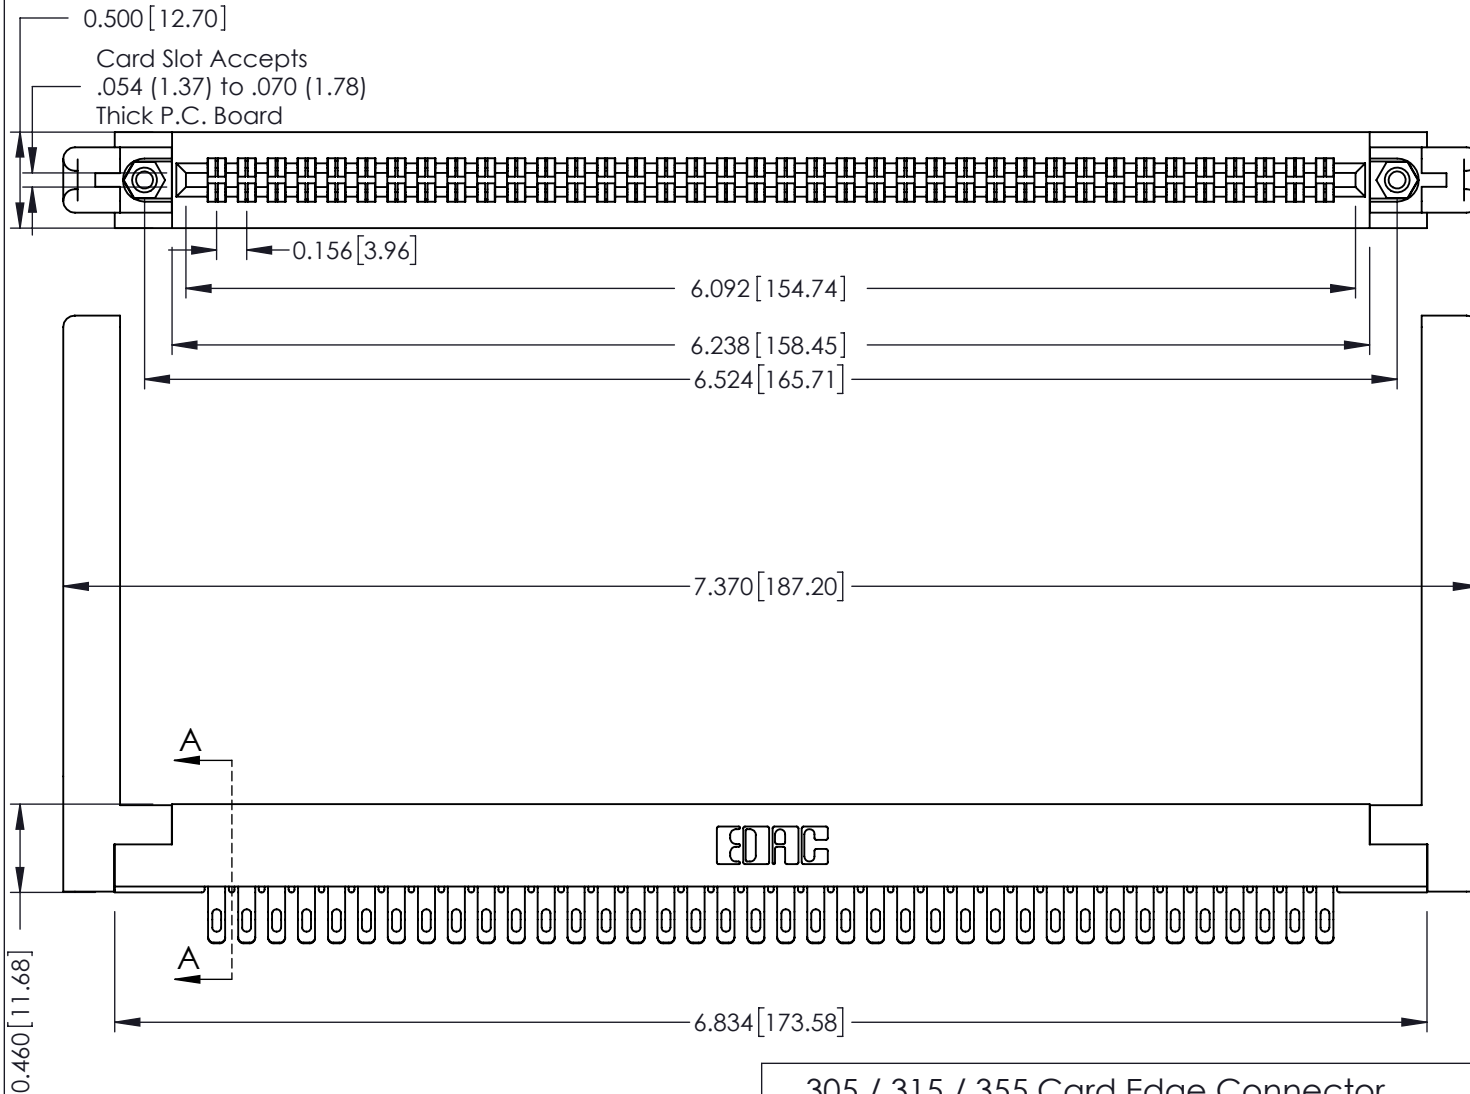 0.500[12.70]
Card Slot Accepts
.054 (1.37) to .070 (1.78)
Thick P.C. Board
0.156[3.96]
6.092[154.74]
6.238[158.45]
6.524[165.71]
7.370[187.20]
A
EDAC
A
0.460[11.68]
6.834[173.58]
305 / 315 / 355 Card Edge Connector